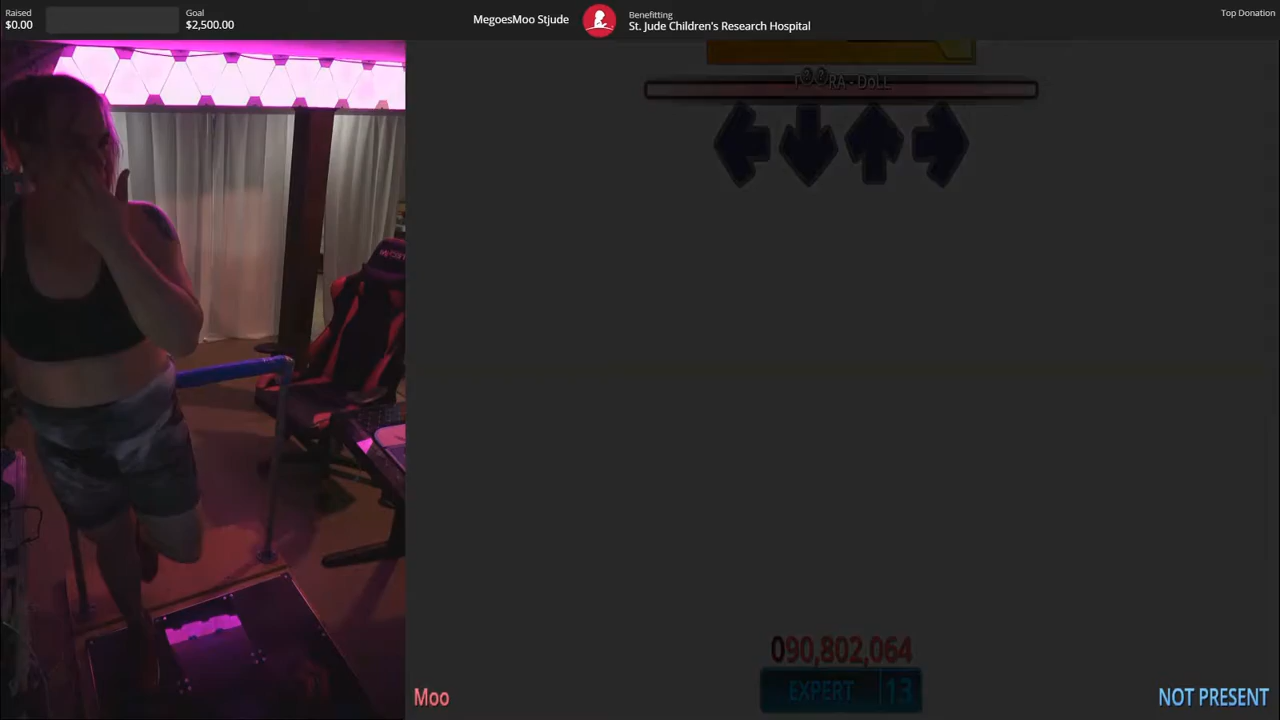 Raised
$0.00
Goal
$2,500.00
MegoesMoo Stjude
Benefitting
St. Jude Children's Research Hospital
Top Donation
DoLL
090,802,064
EXPERT 13
Moo
NOT PRESENT